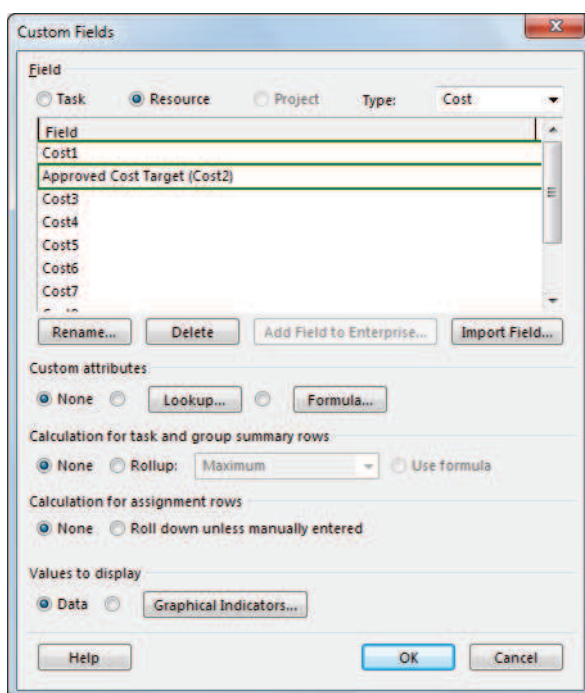 Custom Fields
Field
Task Resource Project Type: Cost
Field
Cost1
Approved Cost Target (Cost2)
Cost3
Cost4
Cost5
Cost6
Cost7
Rename... Delete Add Field to Enterprise... Import Field...
Custom attributes
None Lookup... Formula...
Calculation for task and group summary rows
None Rollup: Maximum Use formula
Calculation for assignment rows
None Roll down unless manually entered
Values to display
Data Graphical Indicators...
Help OK Cancel